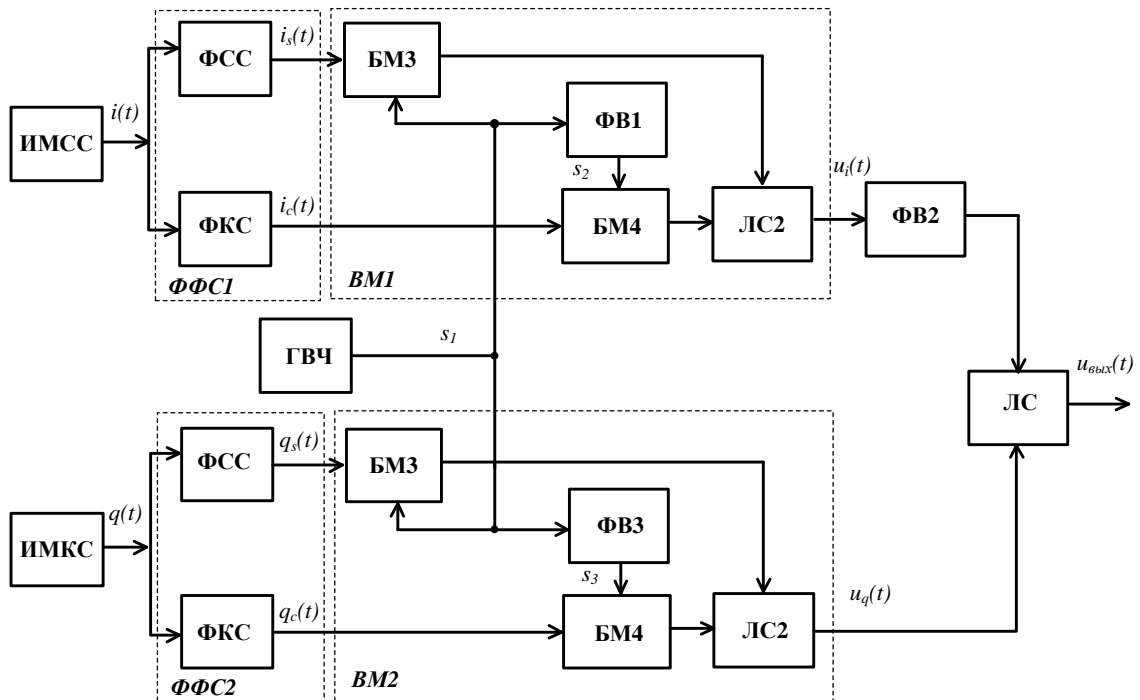 i_s(t)
ФСС
БМ3
i(t)
ФВ1
ИМСС
s_2
u_i(t)
i_c(t)
ФКС
БМ4
ЛС2
ФВ2
ФФС1
ВМ1
ГВЧ
s_1
u_вых(t)
ЛС
q_s(t)
ФСС
БМ3
q(t)
ФВ3
ИМКС
s_3
u_q(t)
q_c(t)
ФКС
БМ4
ЛС2
ФФС2
ВМ2